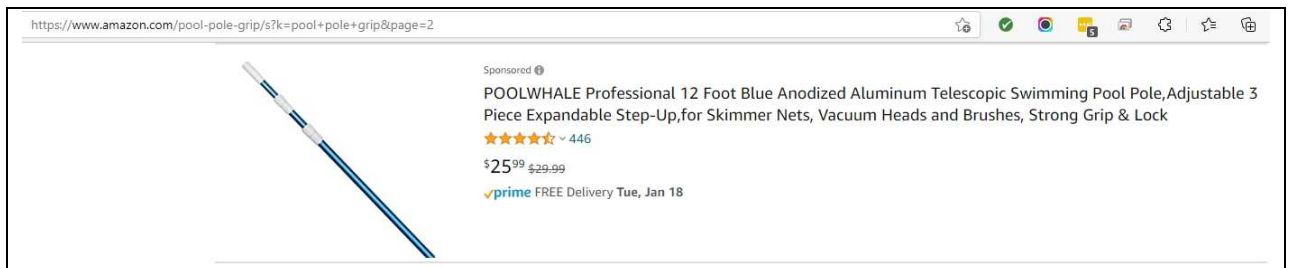 https://www.amazon.com/pool-pole-grip/s?k=pool+pole+grip&page=2
5
Sponsored
POOLWHALE Professional 12 Foot Blue Anodized Aluminum Telescopic Swimming Pool Pole,Adjustable 3
Piece Expandable Step-Up,for Skimmer Nets, Vacuum Heads and Brushes, Strong Grip & Lock
446
$2599 $29.99
prime FREE Delivery Tue, Jan 18